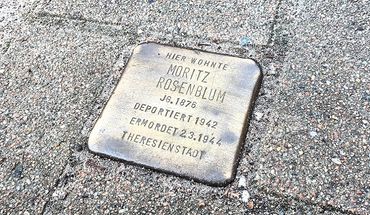 HIER WOHNTE
MORITZ
ROSENBLUM
JG. 1876
DEPORTIERT 1942
ERMORDET 2.3.1944
THERESIENSTADT